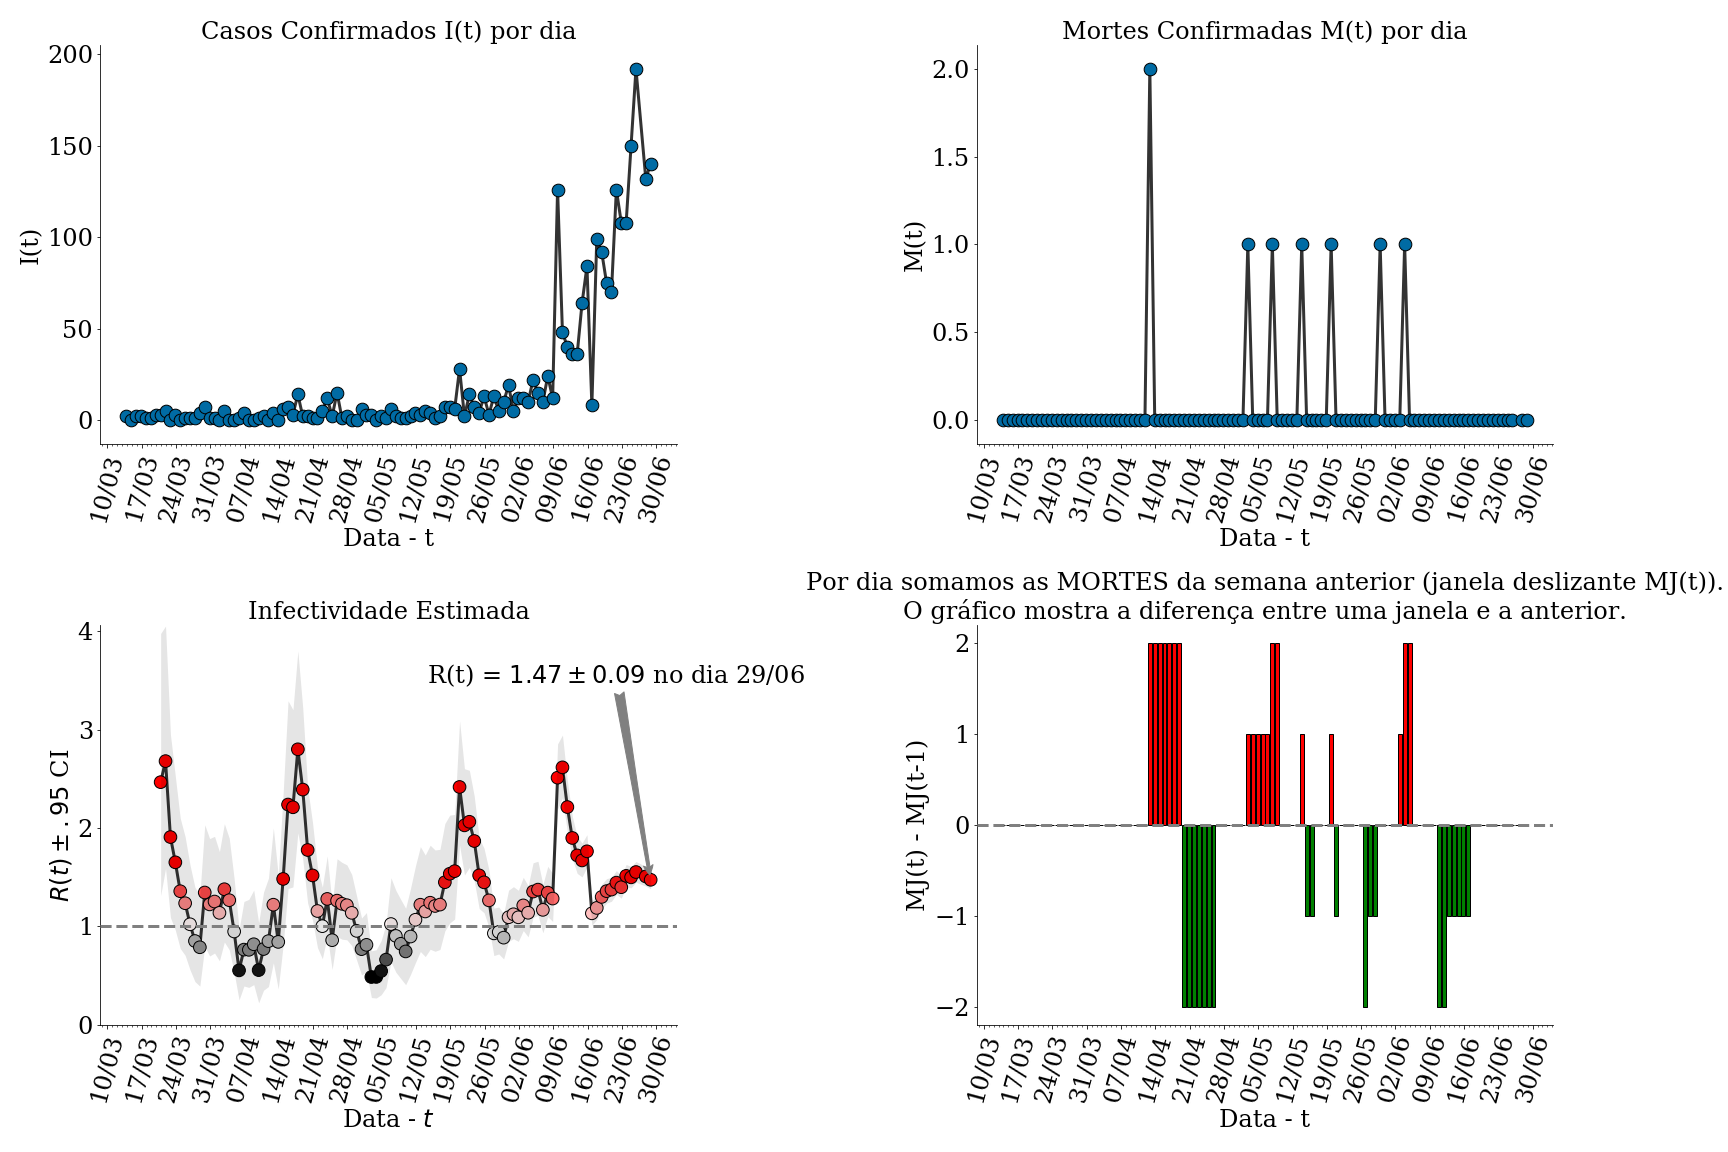 Casos Confirmados I(t) por dia
200
150
100
50
0
I(t)
10/03 17/03 24/03 31/03 07/04 14/04 21/04 28/04 05/05 12/05 19/05 26/05 02/06 09/06 16/06 23/06 30/06
Data - t
Mortes Confirmadas M(t) por dia
2.0
1.5
1.0
0.5
0.0
M(t)
10/03 17/03 24/03 31/03 07/04 14/04 21/04 28/04 05/05 12/05 19/05 26/05 02/06 09/06 16/06 23/06 30/06
Data - t
Infectividade Estimada
4
3
2
1
0
R(t) ± .95 CI
R(t) = 1.47 ± 0.09 no dia 29/06
10/03 17/03 24/03 31/03 07/04 14/04 21/04 28/04 05/05 12/05 19/05 26/05 02/06 09/06 16/06 23/06 30/06
Data - t
Por dia somamos as MORTES da semana anterior (janela deslizante MJ(t)).
O gráfico mostra a diferença entre uma janela e a anterior.
2
1
0
−1
−2
MJ(t) - MJ(t-1)
10/03 17/03 24/03 31/03 07/04 14/04 21/04 28/04 05/05 12/05 19/05 26/05 02/06 09/06 16/06 23/06 30/06
Data - t